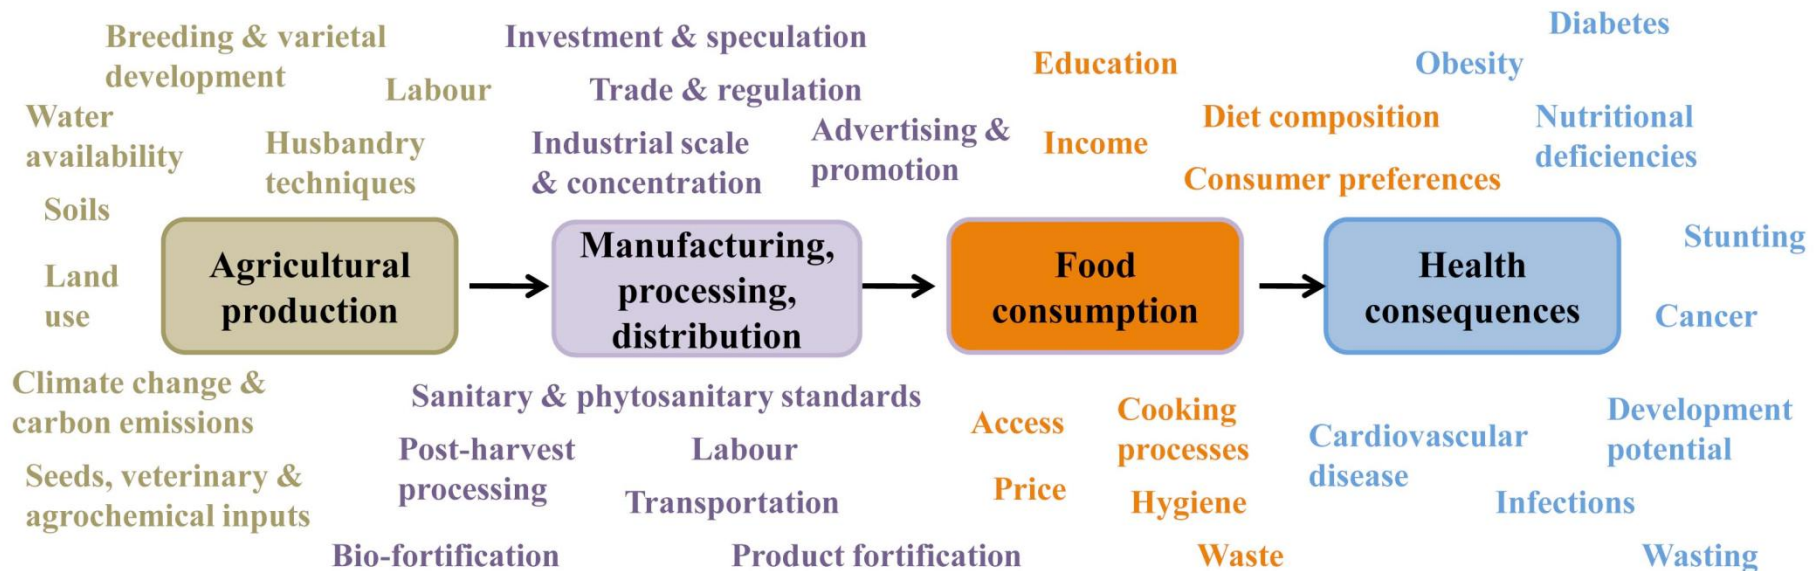 Breeding & varietal
development
Labour
Water
availability
Husbandry
techniques
Soils
Land
use
Agricultural
production
Climate change &
carbon emissions
Seeds, veterinary &
agrochemical inputs
Investment & speculation
Trade & regulation
Industrial scale
& concentration
Advertising &
promotion
Manufacturing,
processing,
distribution
Sanitary & phytosanitary standards
Post-harvest
processing
Labour
Transportation
Bio-fortification
Product fortification
Education
Income
Diet composition
Consumer preferences
Food
consumption
Access
Cooking
processes
Price
Hygiene
Waste
Diabetes
Obesity
Nutritional
deficiencies
Health
consequences
Stunting
Cancer
Cardiovascular
disease
Development
potential
Infections
Wasting